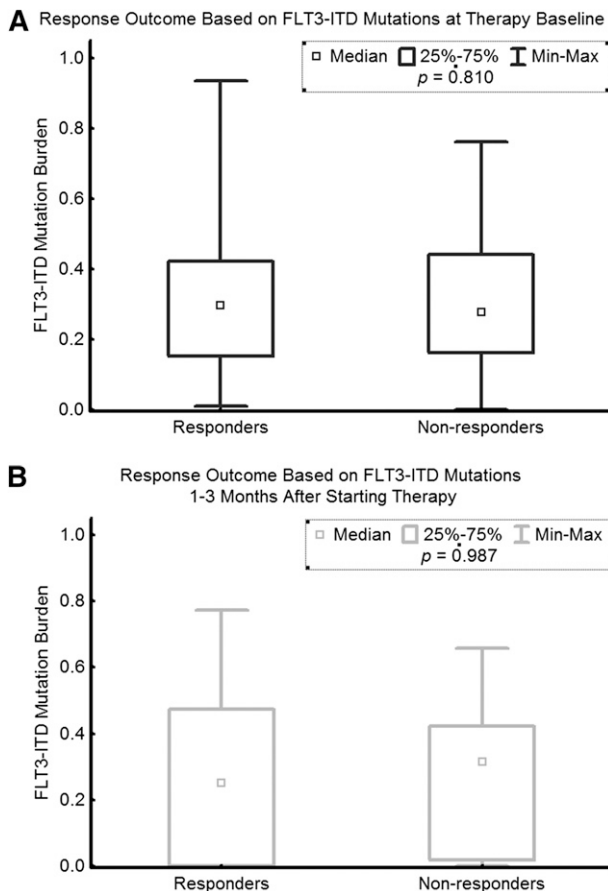 A
Response Outcome Based on FLT3-ITD Mutations at Therapy Baseline
Median 25%-75% Min-Max
p = 0.810
FLT3-ITD Mutation Burden
1.0
0.8
0.6
0.4
0.2
0.0
Responders Non-responders
B
Response Outcome Based on FLT3-ITD Mutations
1-3 Months After Starting Therapy
Median 25%-75% Min-Max
p = 0.987
FLT3-ITD Mutation Burden
1.0
0.8
0.6
0.4
0.2
0.0
Responders Non-responders